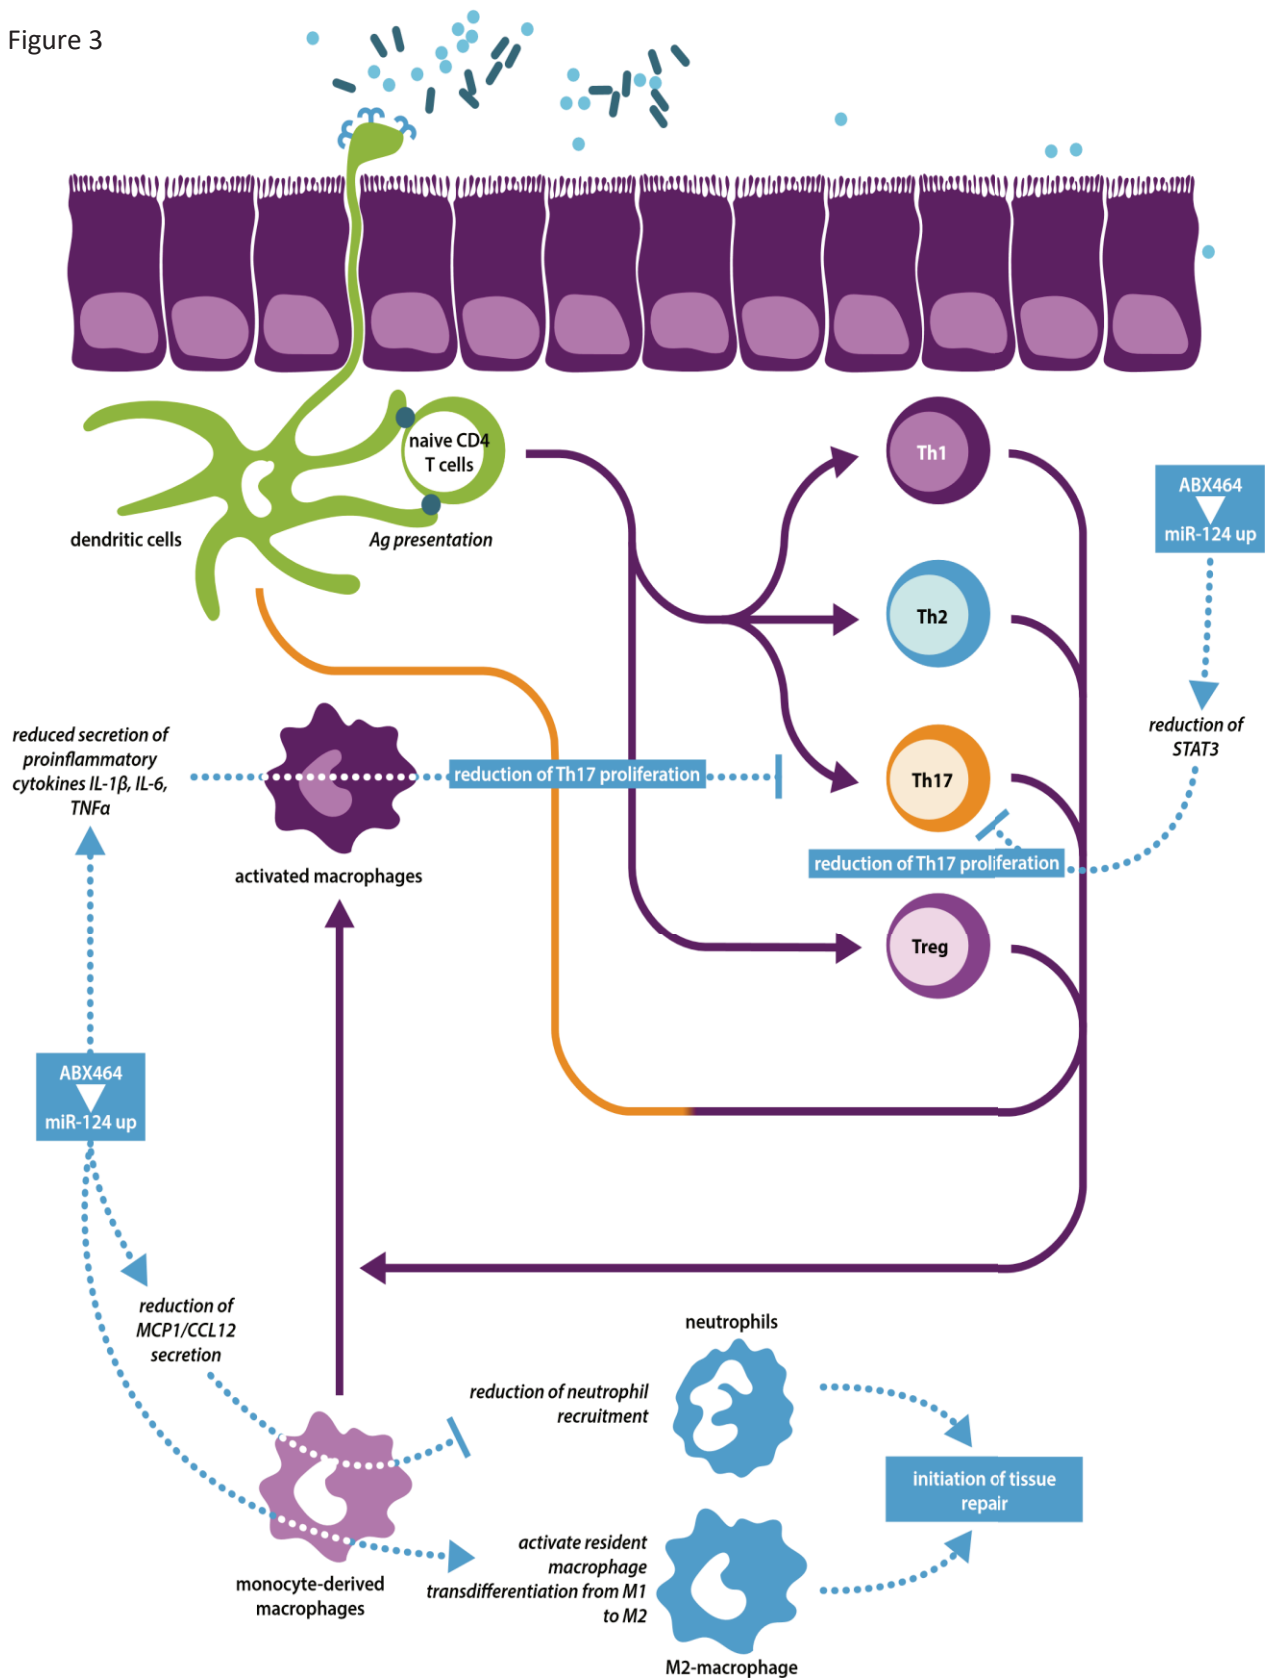 Figure 3
naive CD4
T cells
dendritic cells
Ag presentation
Th1
Th2
Th17
Treg
ABX464
miR-124 up
reduction of
STAT3
reduced secretion of
proinflammatory
cytokines IL-1β, IL-6,
TNFα
reduction of Th17 proliferation
activated macrophages
reduction of Th17 proliferation
ABX464
miR-124 up
reduction of
MCP1/CCL12
secretion
monocyte-derived
macrophages
reduction of neutrophil
recruitment
neutrophils
initiation of tissue
repair
activate resident
macrophage
transdifferentiation from M1
to M2
M2-macrophage